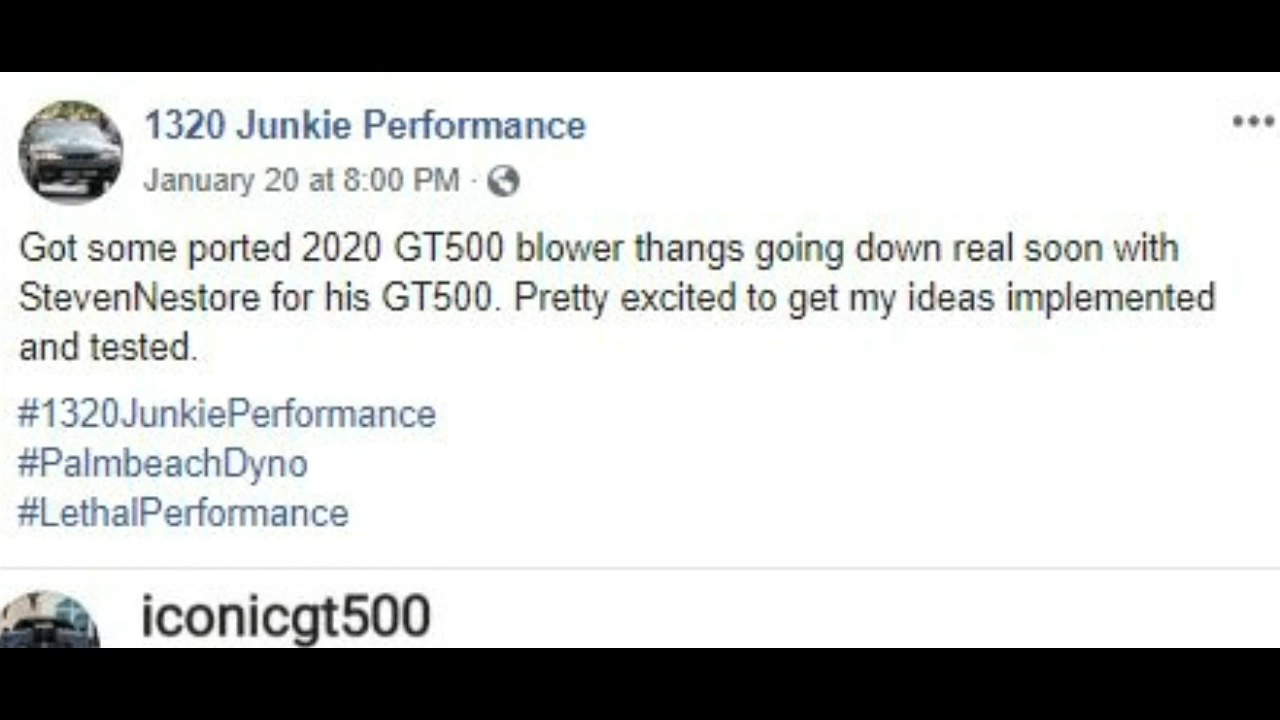 1320 Junkie Performance
January 20 at 8:00 PM ·
Got some ported 2020 GT500 blower thangs going down real soon with
StevenNestore for his GT500. Pretty excited to get my ideas implemented
and tested.
#1320JunkiePerformance
#PalmbeachDyno
#LethalPerformance
iconicgt500